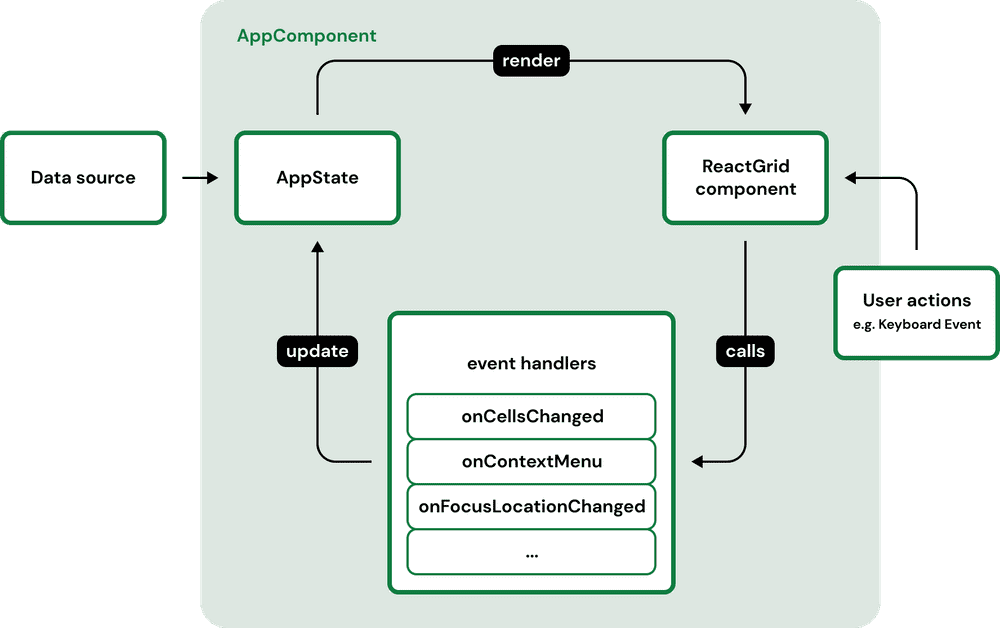 AppComponent
render
Data source
AppState
ReactGrid
component
User actions
e.g. Keyboard Event
update
calls
event handlers
onCellsChanged
onContextMenu
onFocusLocationChanged
...